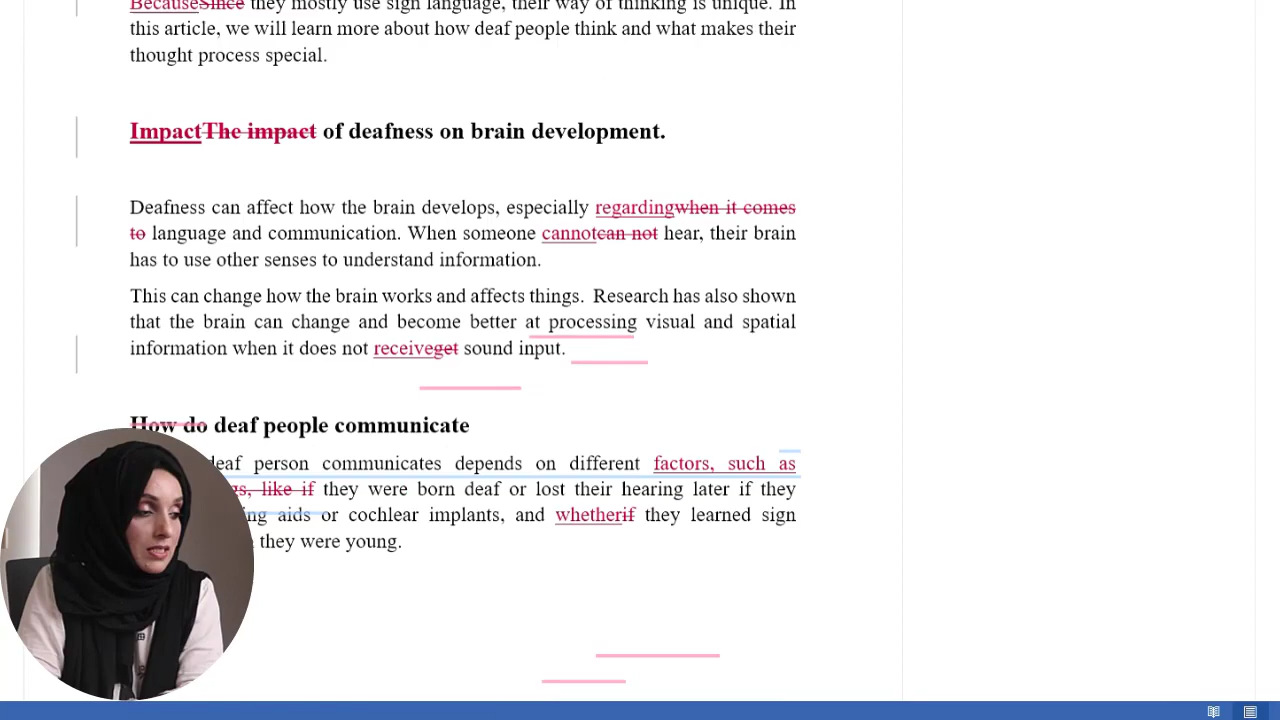 BecauseSince they mostly use sign language, their way of thinking is unique. In
this article, we will learn more about how deaf people think and what makes their
thought process special.
ImpactThe impact of deafness on brain development.
Deafness can affect how the brain develops, especially regardingwhen it comes
to language and communication. When someone cannotcan not hear, their brain
has to use other senses to understand information.
This can change how the brain works and affects things.  Research has also shown
that the brain can change and become better at processing visual and spatial
information when it does not receiveget sound input.
How do deaf people communicate
deaf person communicates depends on different factors, such as
like if they were born deaf or lost their hearing later if they
aids or cochlear implants, and whetherif they learned sign
they were young.